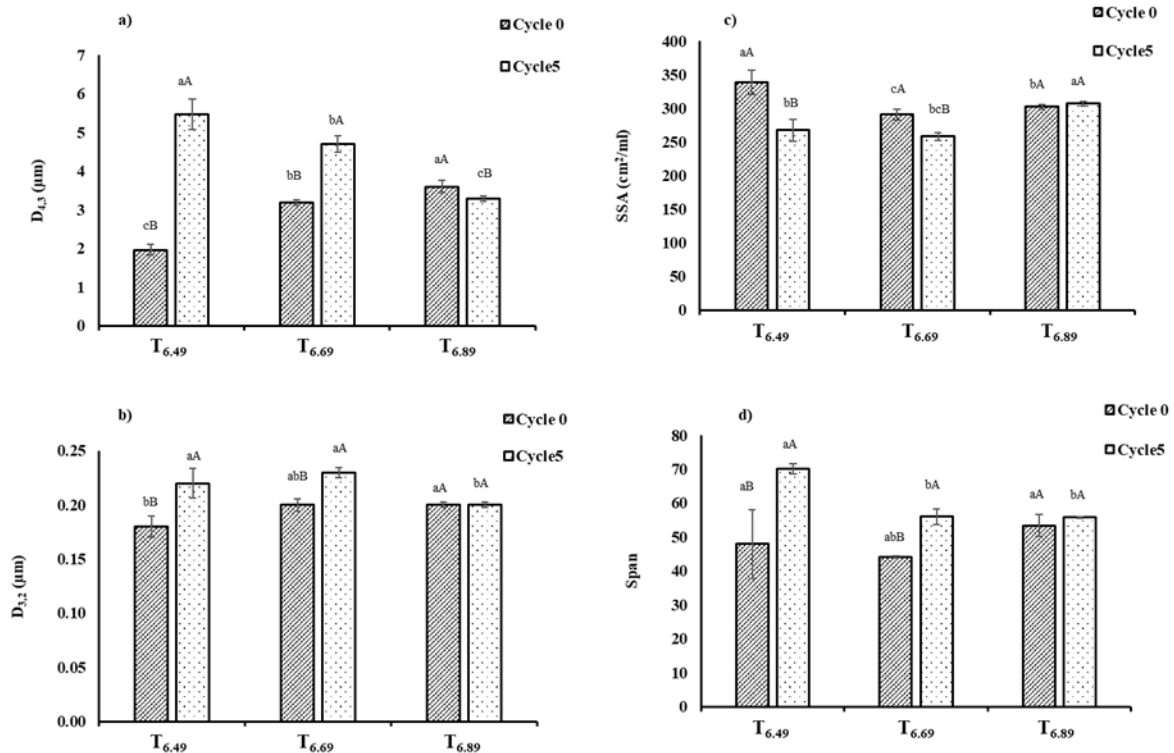 a)
Cycle 0
Cycle5
D4,3 (µm)
7
6
5
4
3
2
1
0
cB
aA
bB
bA
aA
cB
T6.49
T6.69
T6.89
c)
Cycle 0
Cycle5
SSA (cm²/ml)
400
350
300
250
200
150
100
50
0
aA
bB
cA
bcB
bA
aA
T6.49
T6.69
T6.89
b)
Cycle 0
Cycle5
D3,2 (µm)
0.25
0.20
0.15
0.10
0.05
0.00
bB
aA
abB
aA
aA
bA
T6.49
T6.69
T6.89
d)
Cycle 0
Cycle5
Span
80
70
60
50
40
30
20
10
0
aB
aA
abB
bA
aA
bA
T6.49
T6.69
T6.89